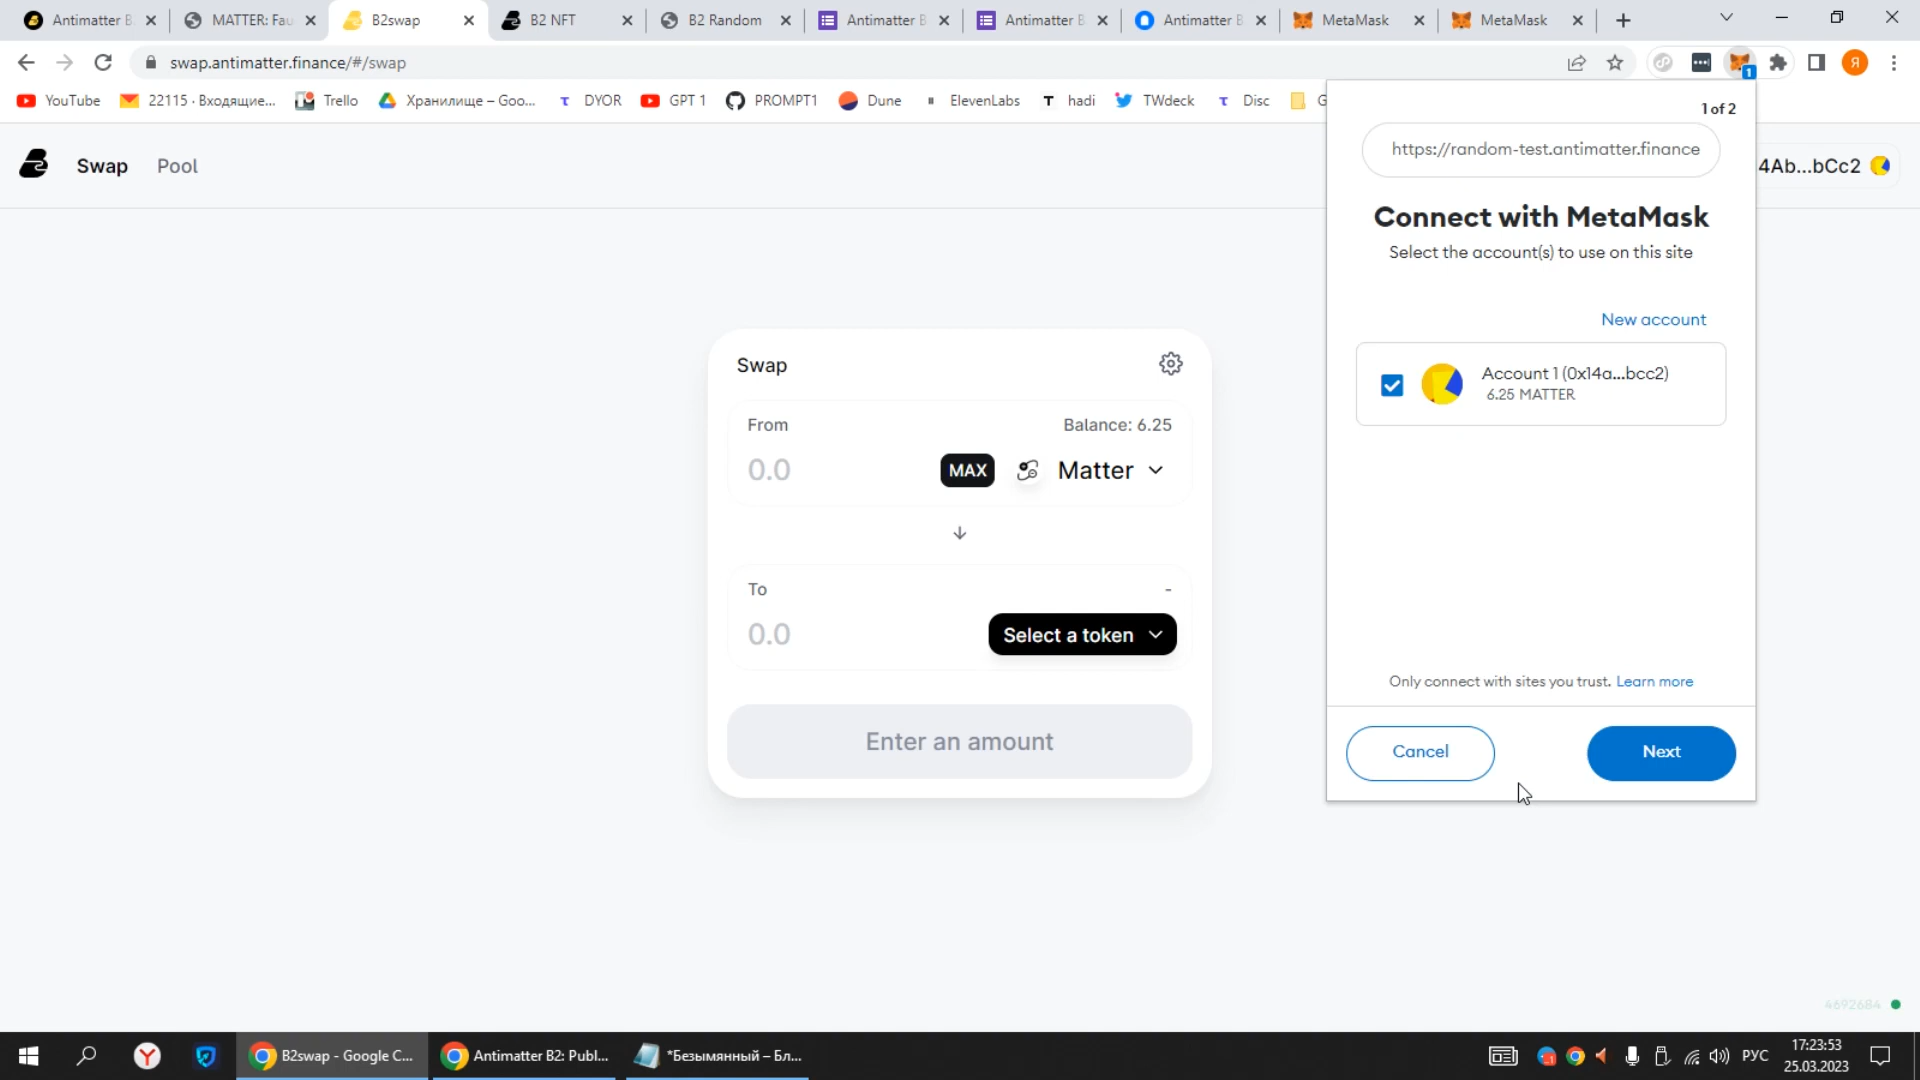 Antimatter B
MATTER: Fau
B2swap
B2 NFT
B2 Random
Antimatter B
Antimatter B
Antimatter B
MetaMask
MetaMask
swap.antimatter.finance/#/swap
1
Я
YouTube
22115 · Входящие...
Trello
Хранилище – Goo...
DYOR
GPT 1
PROMPT1
Dune
ElevenLabs
hadi
TWdeck
Disc
G
1 of 2
https://random-test.antimatter.finance
Swap
Pool
4Ab...bCc2
Connect with MetaMask
Select the account(s) to use on this site
New account
Account 1 (0x14a...bcc2)
6.25 MATTER
Swap
From
Balance: 6.25
0.0
MAX
Matter
To
-
0.0
Select a token
Enter an amount
Only connect with sites you trust. Learn more
Cancel
Next
4692684
B2swap - Google C...
Antimatter B2: Publ...
*Безымянный – Бл...
РУС
17:23:53
25.03.2023